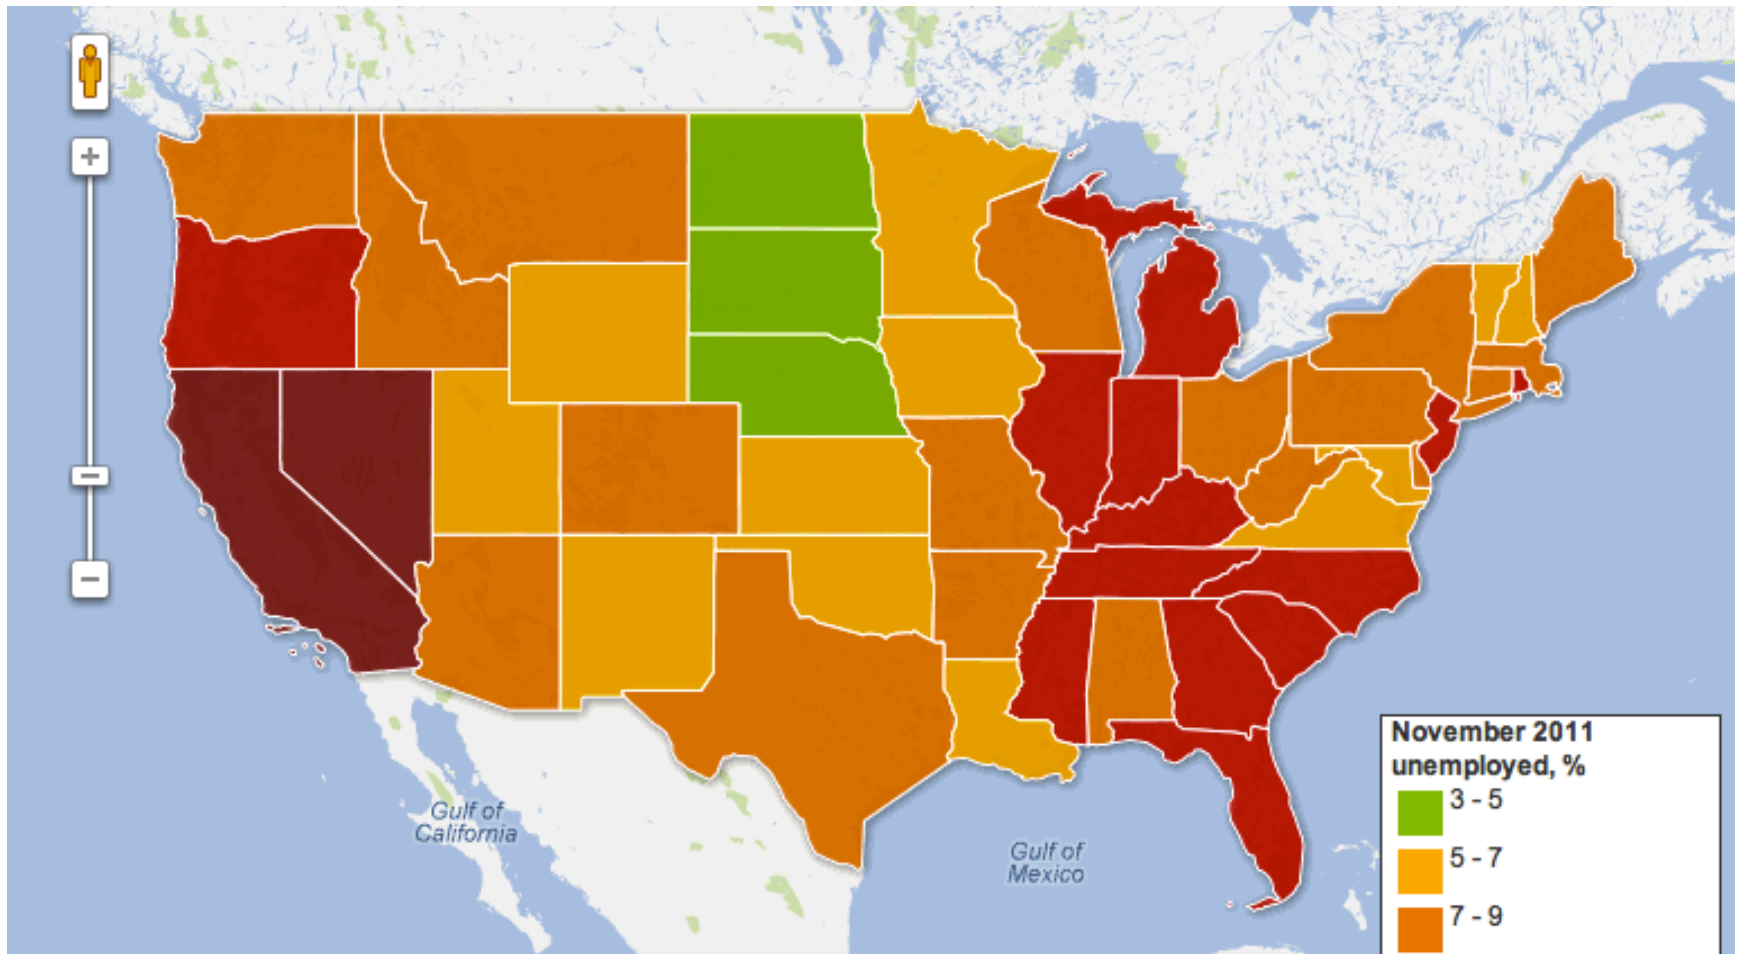 Gulf of
California
Gulf of
Mexico
November 2011
unemployed, %
3 - 5
5 - 7
7 - 9